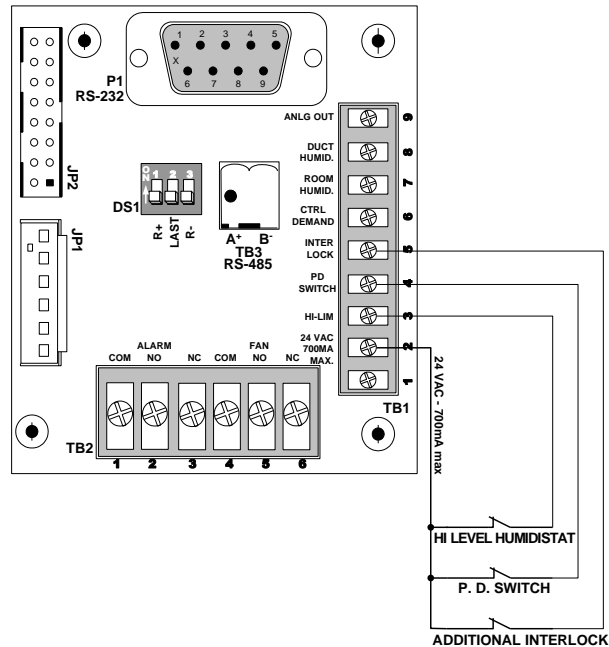 1 2 3 4 5
X
6 7 8 9
P1
RS-232
JP2
JP1
ON
1 2 3
DS1
R+
LAST
R-
A+ B-
TB3
RS-485
ANLG OUT 9
DUCT
HUMID. 8
ROOM
HUMID. 7
CTRL
DEMAND 6
INTER
LOCK 5
PD
SWITCH 4
HI-LIM 3
24 VAC
700MA
MAX. 2
1
TB1
ALARM FAN
COM NO NC COM NO NC
TB2
1 2 3 4 5 6
24 VAC - 700mA max
HI LEVEL HUMIDISTAT
P. D. SWITCH
ADDITIONAL INTERLOCK